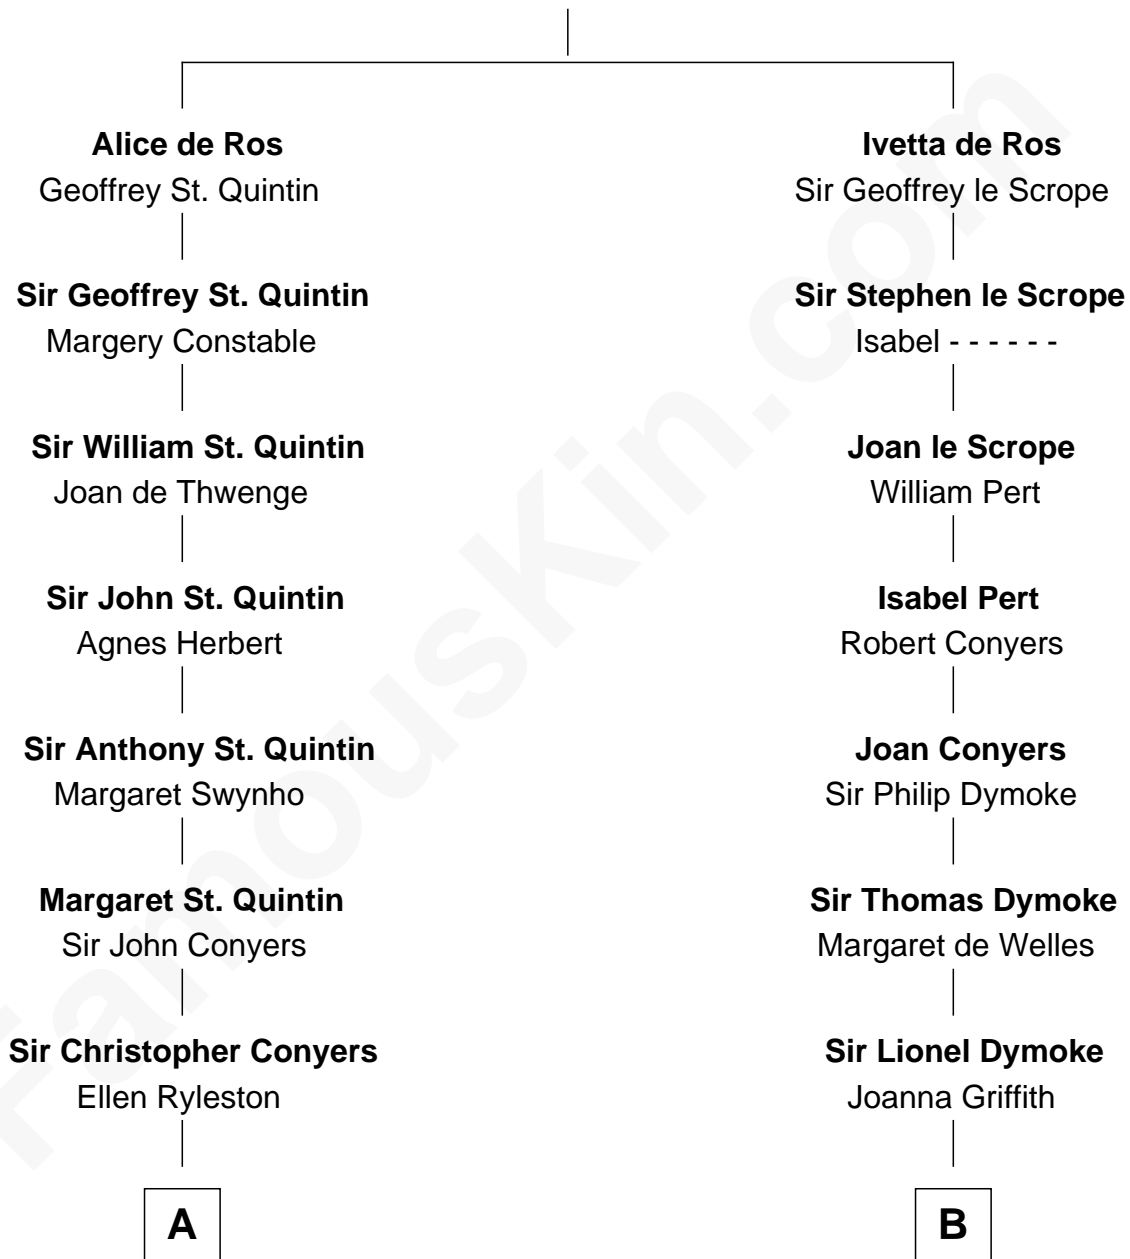 Alice de Ros
Geoffrey St. Quintin
Sir Geoffrey St. Quintin
Margery Constable
Sir William St. Quintin
Joan de Thwenge
Sir John St. Quintin
Agnes Herbert
Sir Anthony St. Quintin
Margaret Swynho
Margaret St. Quintin
Sir John Conyers
Sir Christopher Conyers
Ellen Ryleston
A
Ivetta de Ros
Sir Geoffrey le Scrope
Sir Stephen le Scrope
Isabel - - - - - -
Joan le Scrope
William Pert
Isabel Pert
Robert Conyers
Joan Conyers
Sir Philip Dymoke
Sir Thomas Dymoke
Margaret de Welles
Sir Lionel Dymoke
Joanna Griffith
B
FamousKin.com